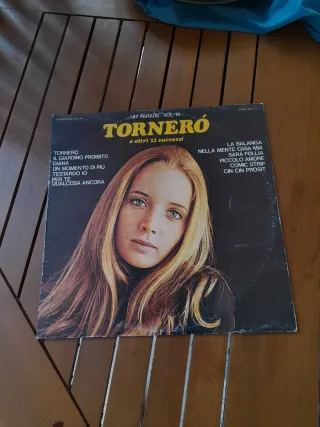 HIT PARADE - VOL. 19
TORNERÓ
e altri 11 successi
TORNERÓ
IL GIARDINO PROIBITO
DIANA
UN MOMENTO DI PIÙ
TESTARDO IO
PER TE
QUALCOSA ANCORA
LA BALANGA
NELLA MENTE CASA MIA
SARÀ FOLLIA
PICCOLO AMORE
COMIC STRIP
CIN CIN PROSIT